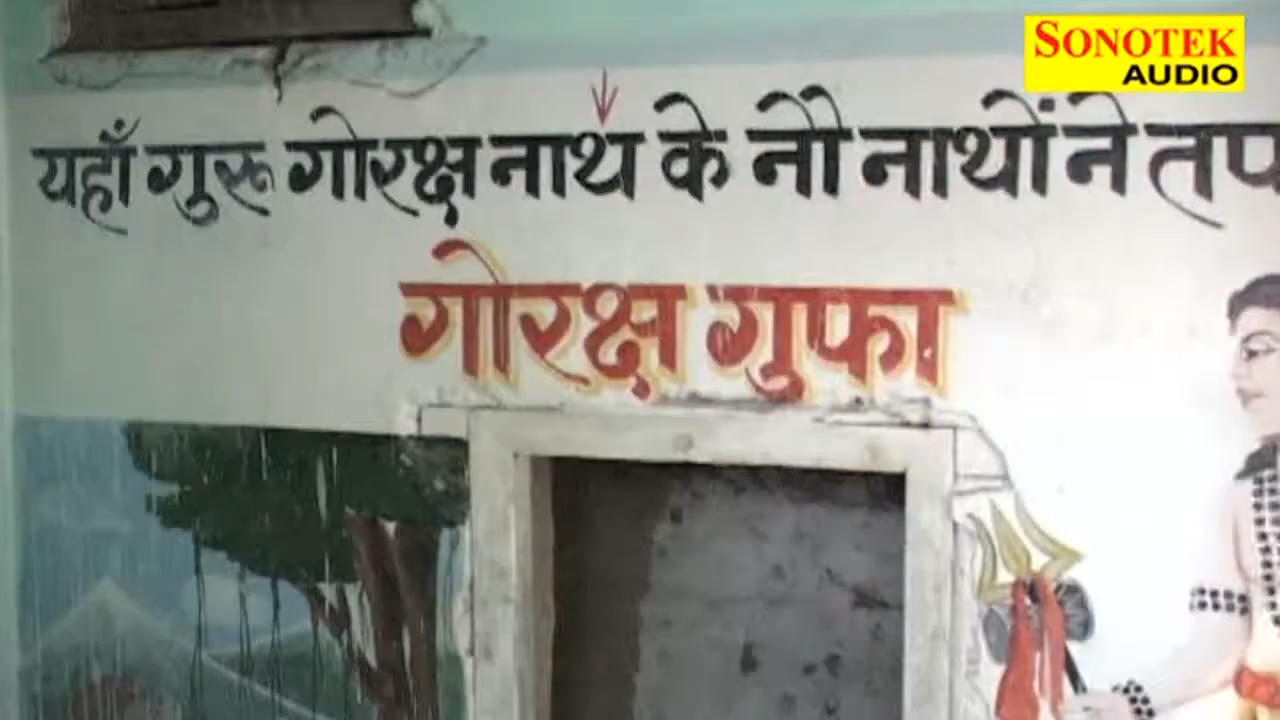 SONOTEK
AUDIO
यहाँ गुरू गोरक्ष नाथ के नौ नाथों ने तप
गोरक्ष गुफा